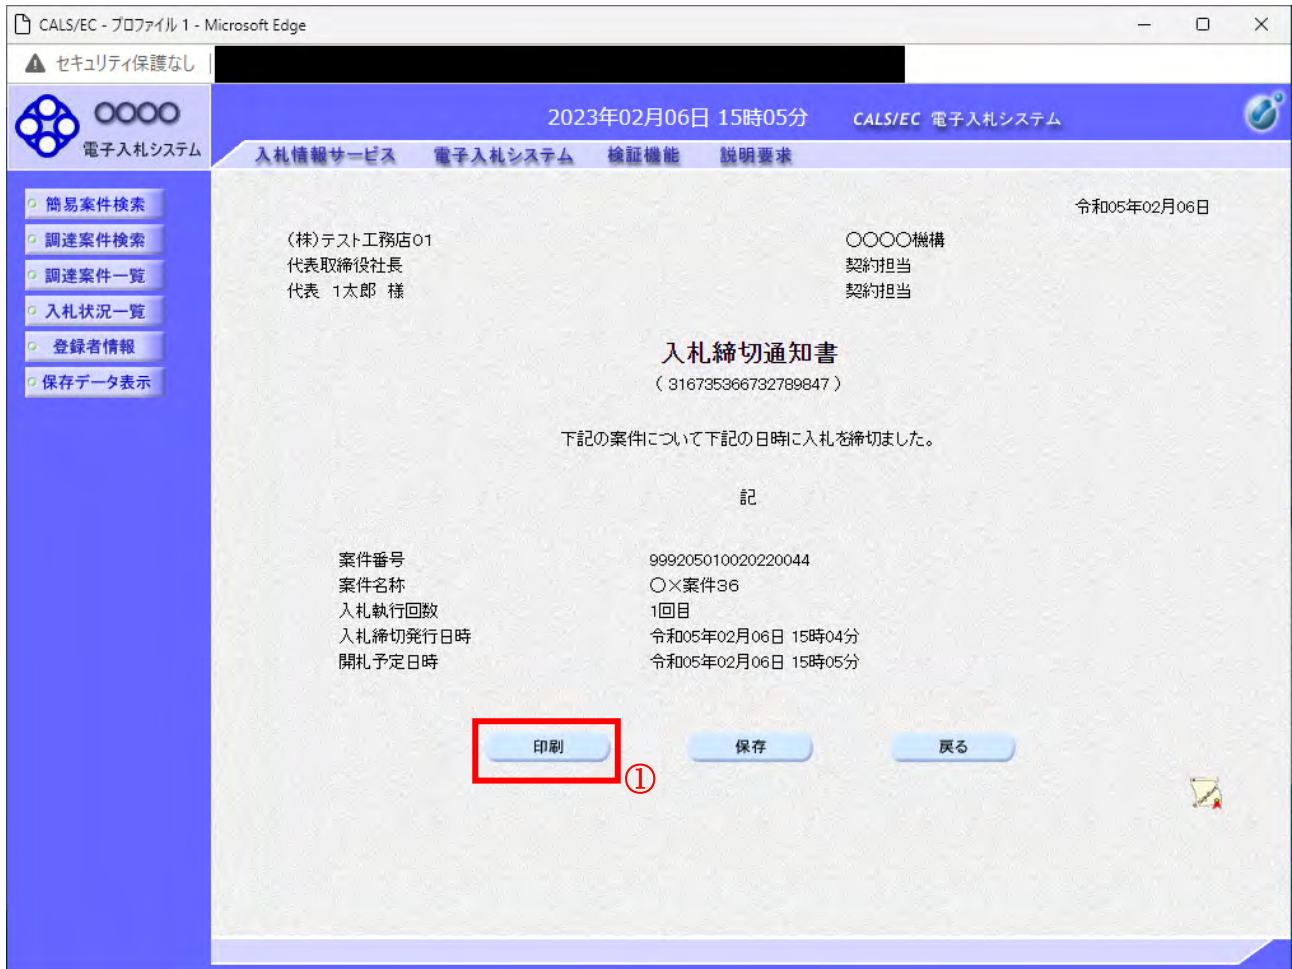 CALS/EC - プロファイル 1 - Microsoft Edge
セキュリティ保護なし
〇〇〇〇
電子入札システム
2023年02月06日 15時05分
CALS/EC 電子入札システム
入札情報サービス 電子入札システム 検証機能 説明要求
簡易案件検索
調達案件検索
調達案件一覧
入札状況一覧
登録者情報
保存データ表示
令和05年02月06日
(株)テスト工務店01
代表取締役社長
代表 1太郎 様
〇〇〇〇機構
契約担当
契約担当
入札締切通知書
( 316735366732789847 )
下記の案件について下記の日時に入札を締切ました。
記
案件番号 999205010020220044
案件名称 〇×案件36
入札執行回数 1回目
入札締切発行日時 令和05年02月06日 15時04分
開札予定日時 令和05年02月06日 15時05分
印刷 保存 戻る
①